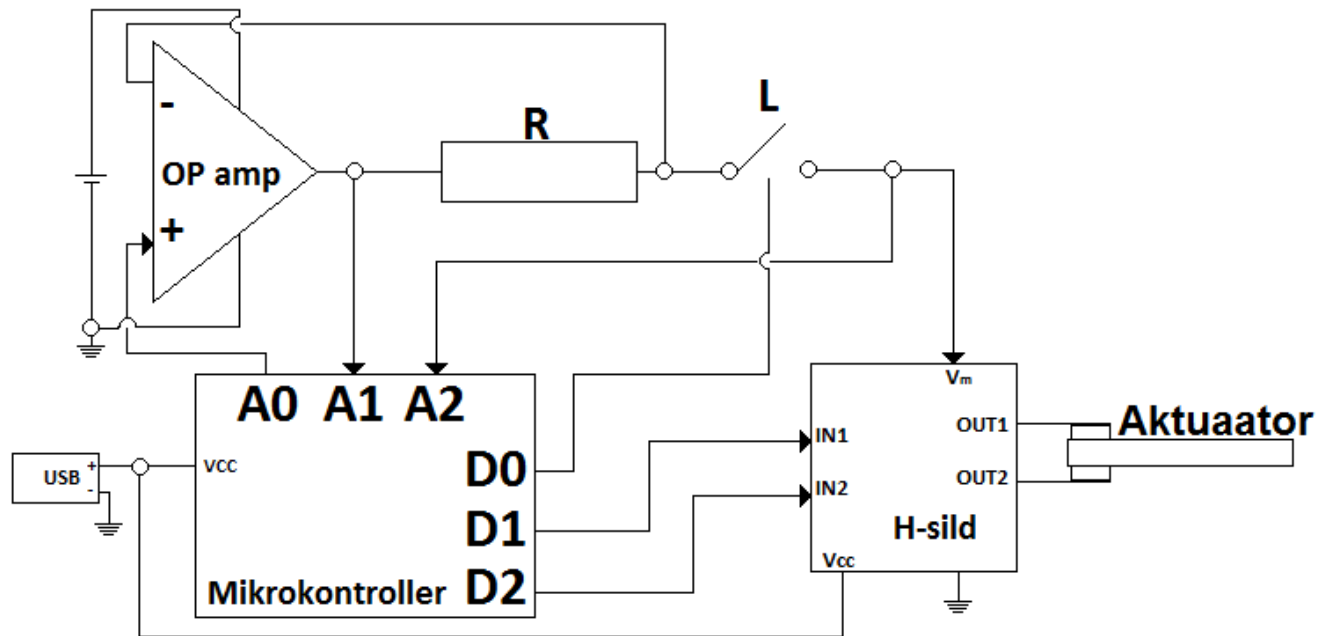 -
OP amp
+
R
L
A0 A1 A2
VCC
USB
+
-
D0
D1
D2
Mikrokontroller
Vm
IN1
IN2
OUT1
OUT2
H-sild
Vcc
Aktuaator